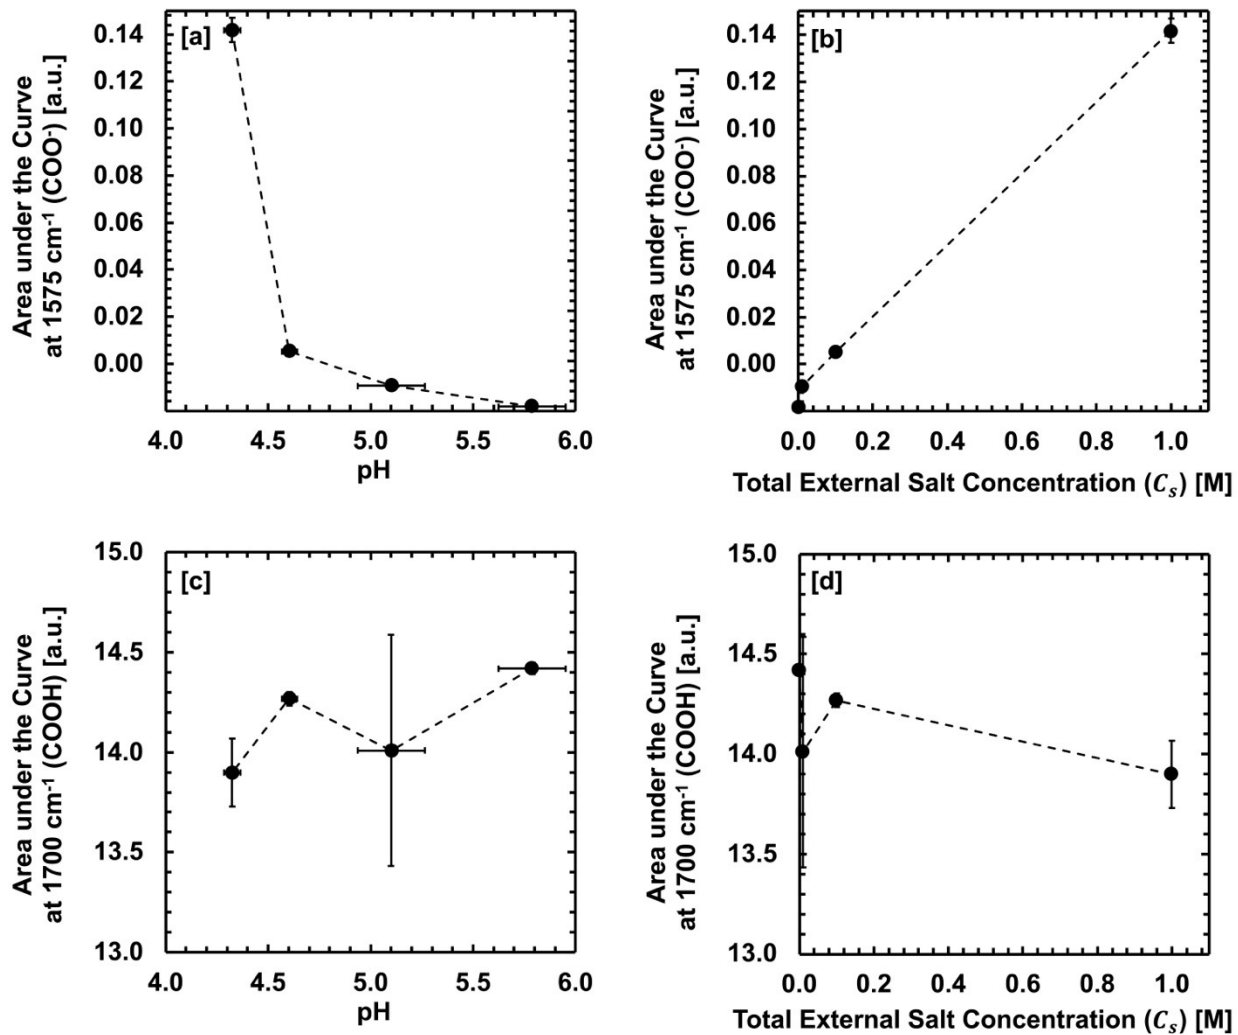 [a]
Area under the Curve
at 1575 cm⁻¹ (COO⁻) [a.u.]
0.14
0.12
0.10
0.08
0.06
0.04
0.02
0.00
4.0 4.5 5.0 5.5 6.0
pH
[b]
Area under the Curve
at 1575 cm⁻¹ (COO⁻) [a.u.]
0.14
0.12
0.10
0.08
0.06
0.04
0.02
0.00
0.0 0.2 0.4 0.6 0.8 1.0
Total External Salt Concentration (Cₛ) [M]
[c]
Area under the Curve
at 1700 cm⁻¹ (COOH) [a.u.]
15.0
14.5
14.0
13.5
13.0
4.0 4.5 5.0 5.5 6.0
pH
[d]
Area under the Curve
at 1700 cm⁻¹ (COOH) [a.u.]
15.0
14.5
14.0
13.5
13.0
0.0 0.2 0.4 0.6 0.8 1.0
Total External Salt Concentration (Cₛ) [M]